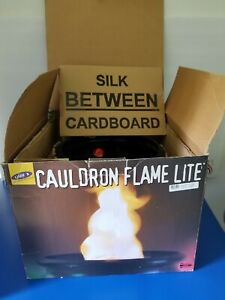 SILK
BETWEEN
CARDBOARD
CAULDRON FLAME LITE